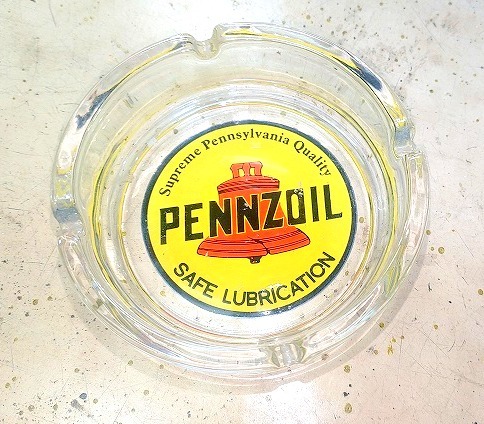 Supreme Pennsylvania Quality
PENNZOIL
SAFE LUBRICATION